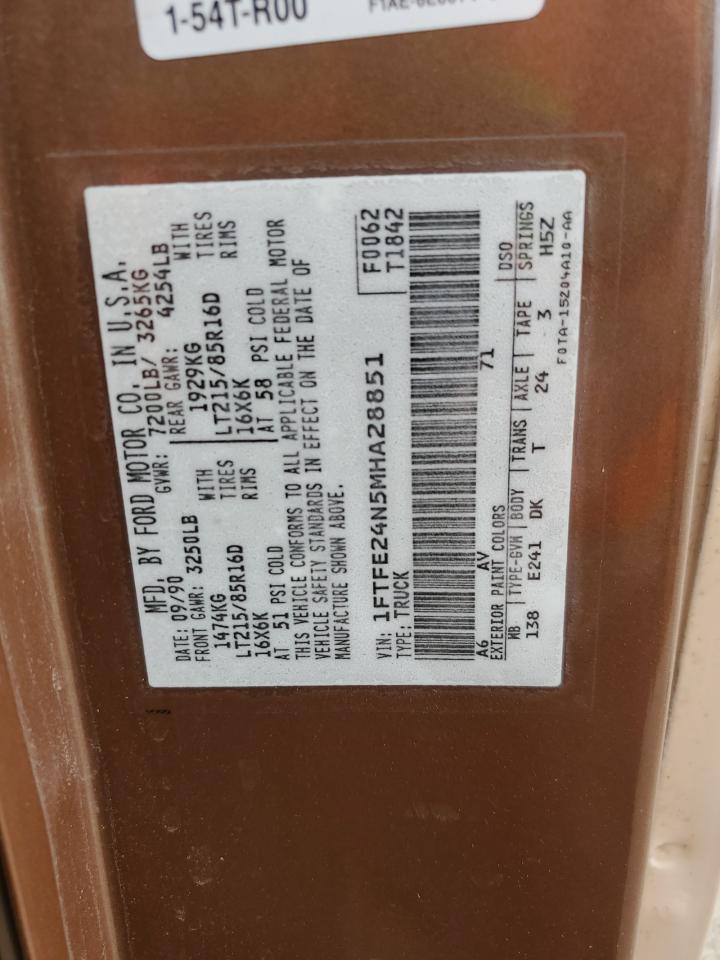 1-54T-R00
MFD. BY FORD MOTOR CO. IN U.S.A.
DATE: 09/90 GVWR: 7200LB/ 3265KG
FRONT GAWR: 3250LB REAR GAWR: 4254LB
1474KG WITH 1929KG WITH
LT215/85R16D TIRES LT215/85R16D TIRES
16X6K RIMS 16X6K RIMS
AT 51 PSI COLD AT 58 PSI COLD
THIS VEHICLE CONFORMS TO ALL APPLICABLE FEDERAL MOTOR
VEHICLE SAFETY STANDARDS IN EFFECT ON THE DATE OF
MANUFACTURE SHOWN ABOVE.
VIN: 1FTFE24N5MHA28851 F0062
TYPE: TRUCK T1842
A6 AV 71
EXTERIOR PAINT COLORS DSO
WB TYPE-GVW BODY TRANS AXLE TAPE SPRINGS
138 E241 DK T 24 3 H5Z
F0TA-15204A10-AA